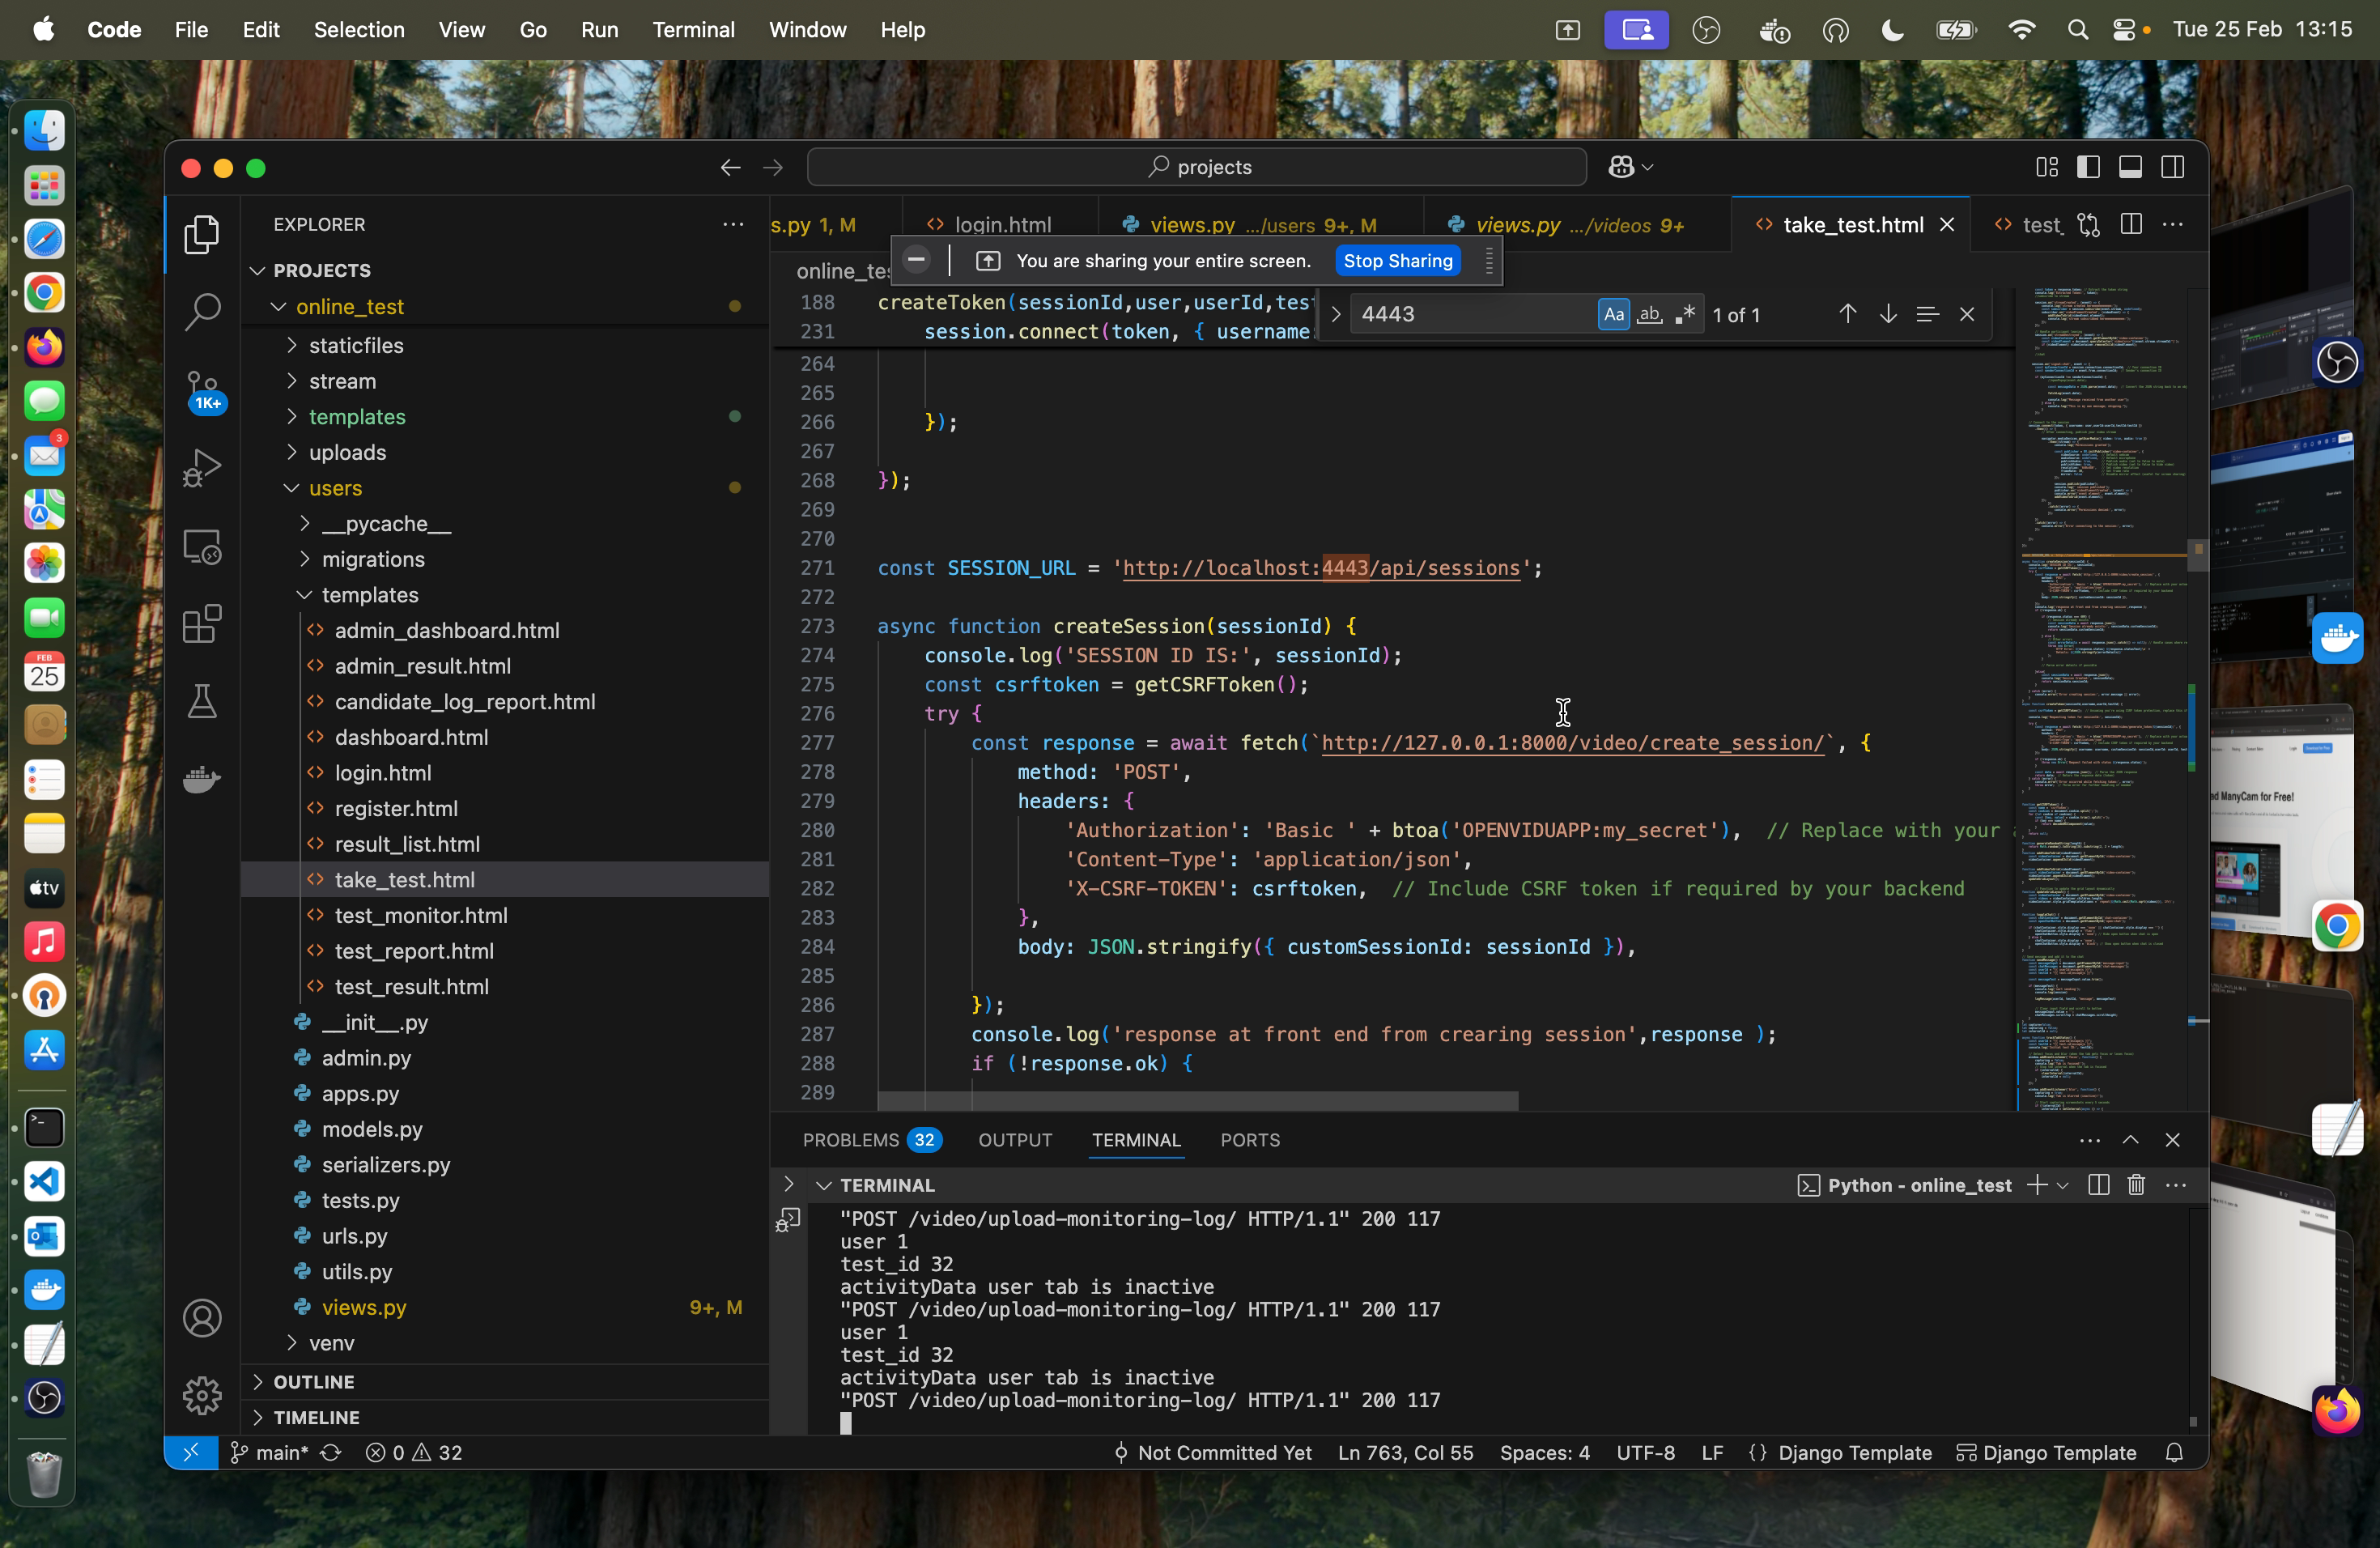 Code File Edit Selection View Go Run Terminal Window Help
Tue 25 Feb 13:15
projects
EXPLORER
s.py 1, M
login.html
views.py .../users 9+, M
views.py .../videos 9+
take_test.html
test_
You are sharing your entire screen.
Stop Sharing
online_te
4443
Aa
ab
1 of 1
PROJECTS
online_test
staticfiles
stream
templates
uploads
users
__pycache__
migrations
templates
admin_dashboard.html
admin_result.html
candidate_log_report.html
dashboard.html
login.html
register.html
result_list.html
take_test.html
test_monitor.html
test_report.html
test_result.html
__init__.py
admin.py
apps.py
models.py
serializers.py
tests.py
urls.py
utils.py
views.py 9+, M
venv
OUTLINE
TIMELINE
1K+
188 createToken(sessionId,user,userId,test
231 session.connect(token, { username:
264
265
266 });
267
268 });
269
270
271 const SESSION_URL = 'http://localhost:4443/api/sessions';
272
273 async function createSession(sessionId) {
274 console.log('SESSION ID IS:', sessionId);
275 const csrftoken = getCSRFToken();
276 try {
277 const response = await fetch(`http://127.0.0.1:8000/video/create_session/`, {
278 method: 'POST',
279 headers: {
280 'Authorization': 'Basic ' + btoa('OPENVIDUAPP:my_secret'), // Replace with your
281 'Content-Type': 'application/json',
282 'X-CSRF-TOKEN': csrftoken, // Include CSRF token if required by your backend
283 },
284 body: JSON.stringify({ customSessionId: sessionId }),
285
286 });
287 console.log('response at front end from crearing session',response );
288 if (!response.ok) {
289
PROBLEMS 32 OUTPUT TERMINAL PORTS
TERMINAL
Python - online_test
"POST /video/upload-monitoring-log/ HTTP/1.1" 200 117
user 1
test_id 32
activityData user tab is inactive
"POST /video/upload-monitoring-log/ HTTP/1.1" 200 117
user 1
test_id 32
activityData user tab is inactive
"POST /video/upload-monitoring-log/ HTTP/1.1" 200 117
main* 0 32
Not Committed Yet Ln 763, Col 55 Spaces: 4 UTF-8 LF {} Django Template Django Template
3
FEB
25
tv
ad ManyCam for Free!